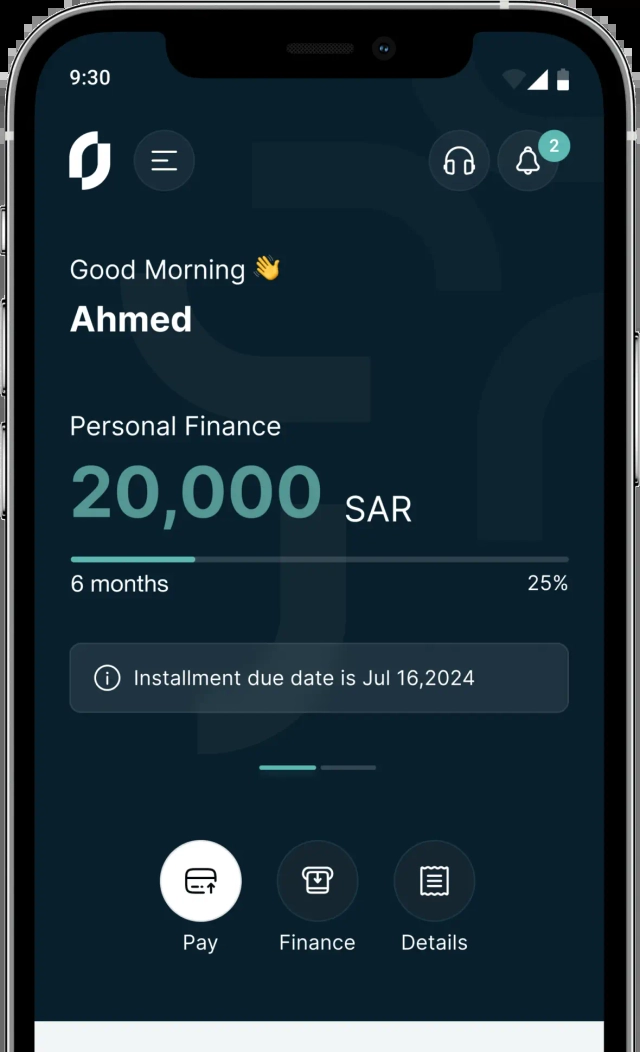 9:30
2
Good Morning 👋
Ahmed
Personal Finance
20,000 SAR
6 months 25%
Installment due date is Jul 16,2024
Pay Finance Details